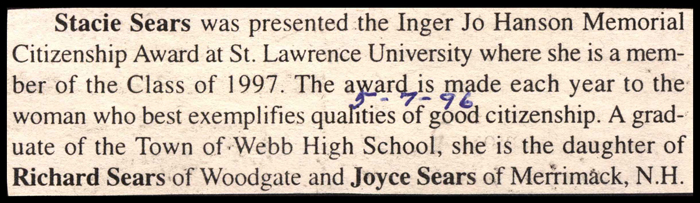 Stacie Sears was presented the Inger Jo Hanson Memorial
Citizenship Award at St. Lawrence University where she is a mem-
ber of the Class of 1997. The award is made each year to the
5-7-96
woman who best exemplifies qualities of good citizenship. A grad-
uate of the Town of Webb High School, she is the daughter of
Richard Sears of Woodgate and Joyce Sears of Merrimack, N.H.